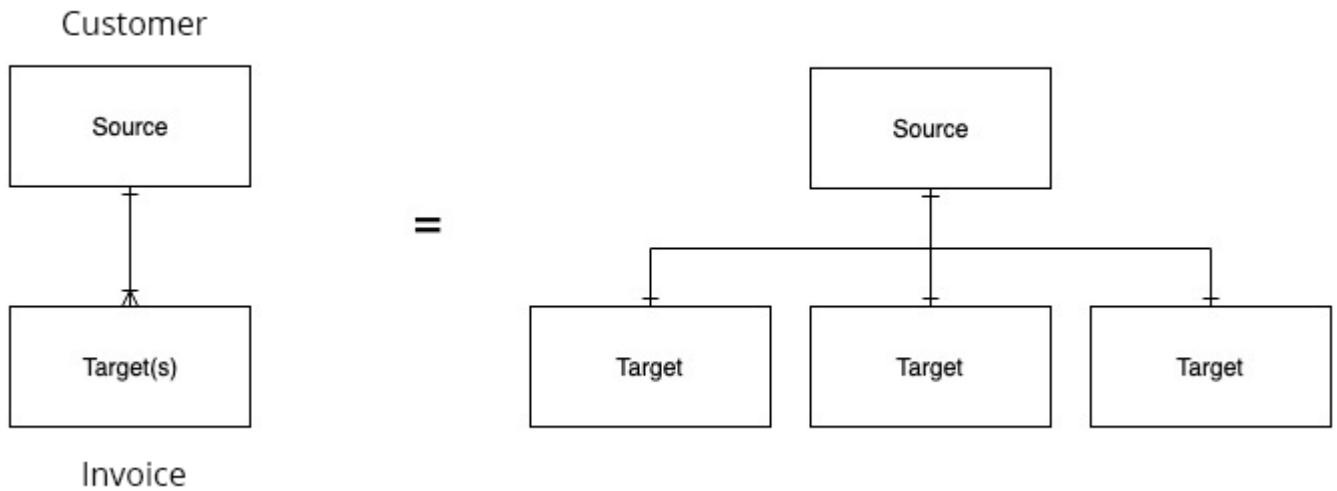 Customer
Source
Target(s)
Invoice
=
Source
Target
Target
Target